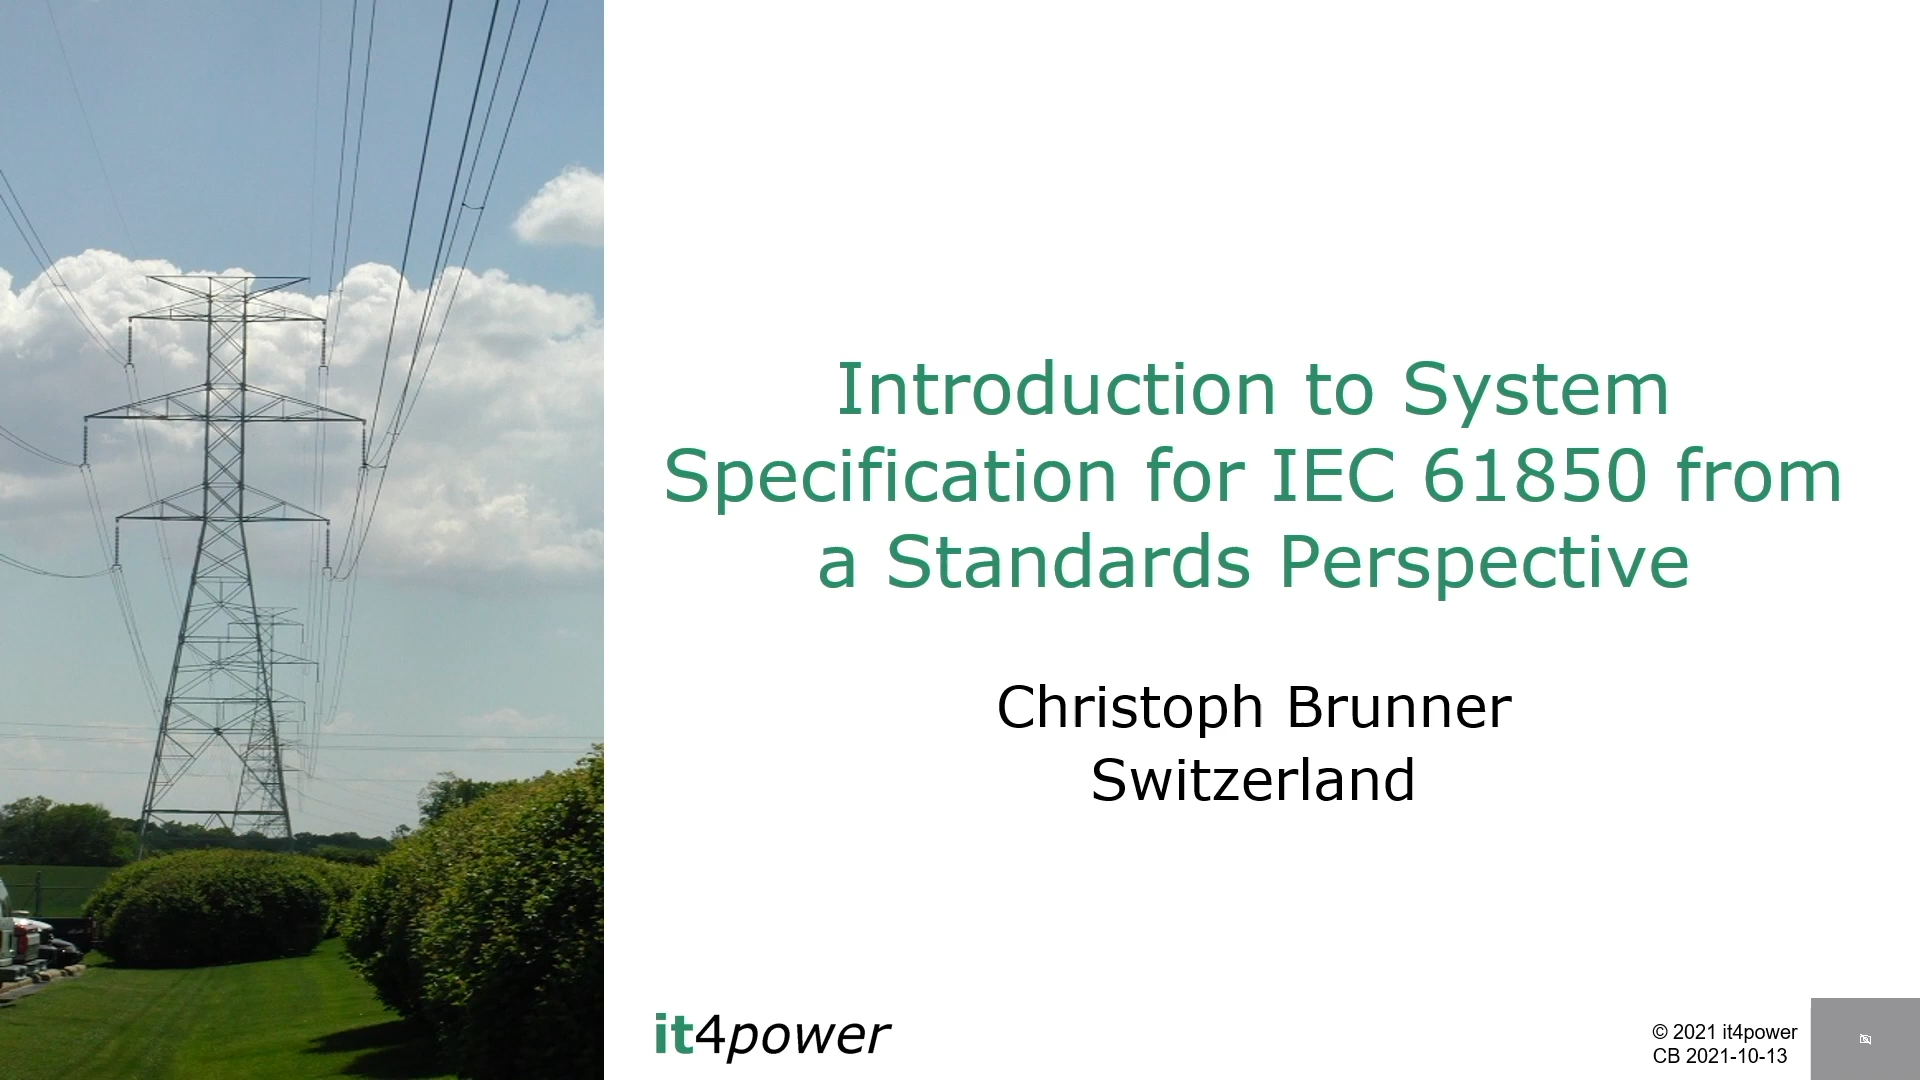 Introduction to System
Specification for IEC 61850 from
a Standards Perspective
Christoph Brunner
Switzerland
it4power
© 2021 it4power
CB 2021-10-13